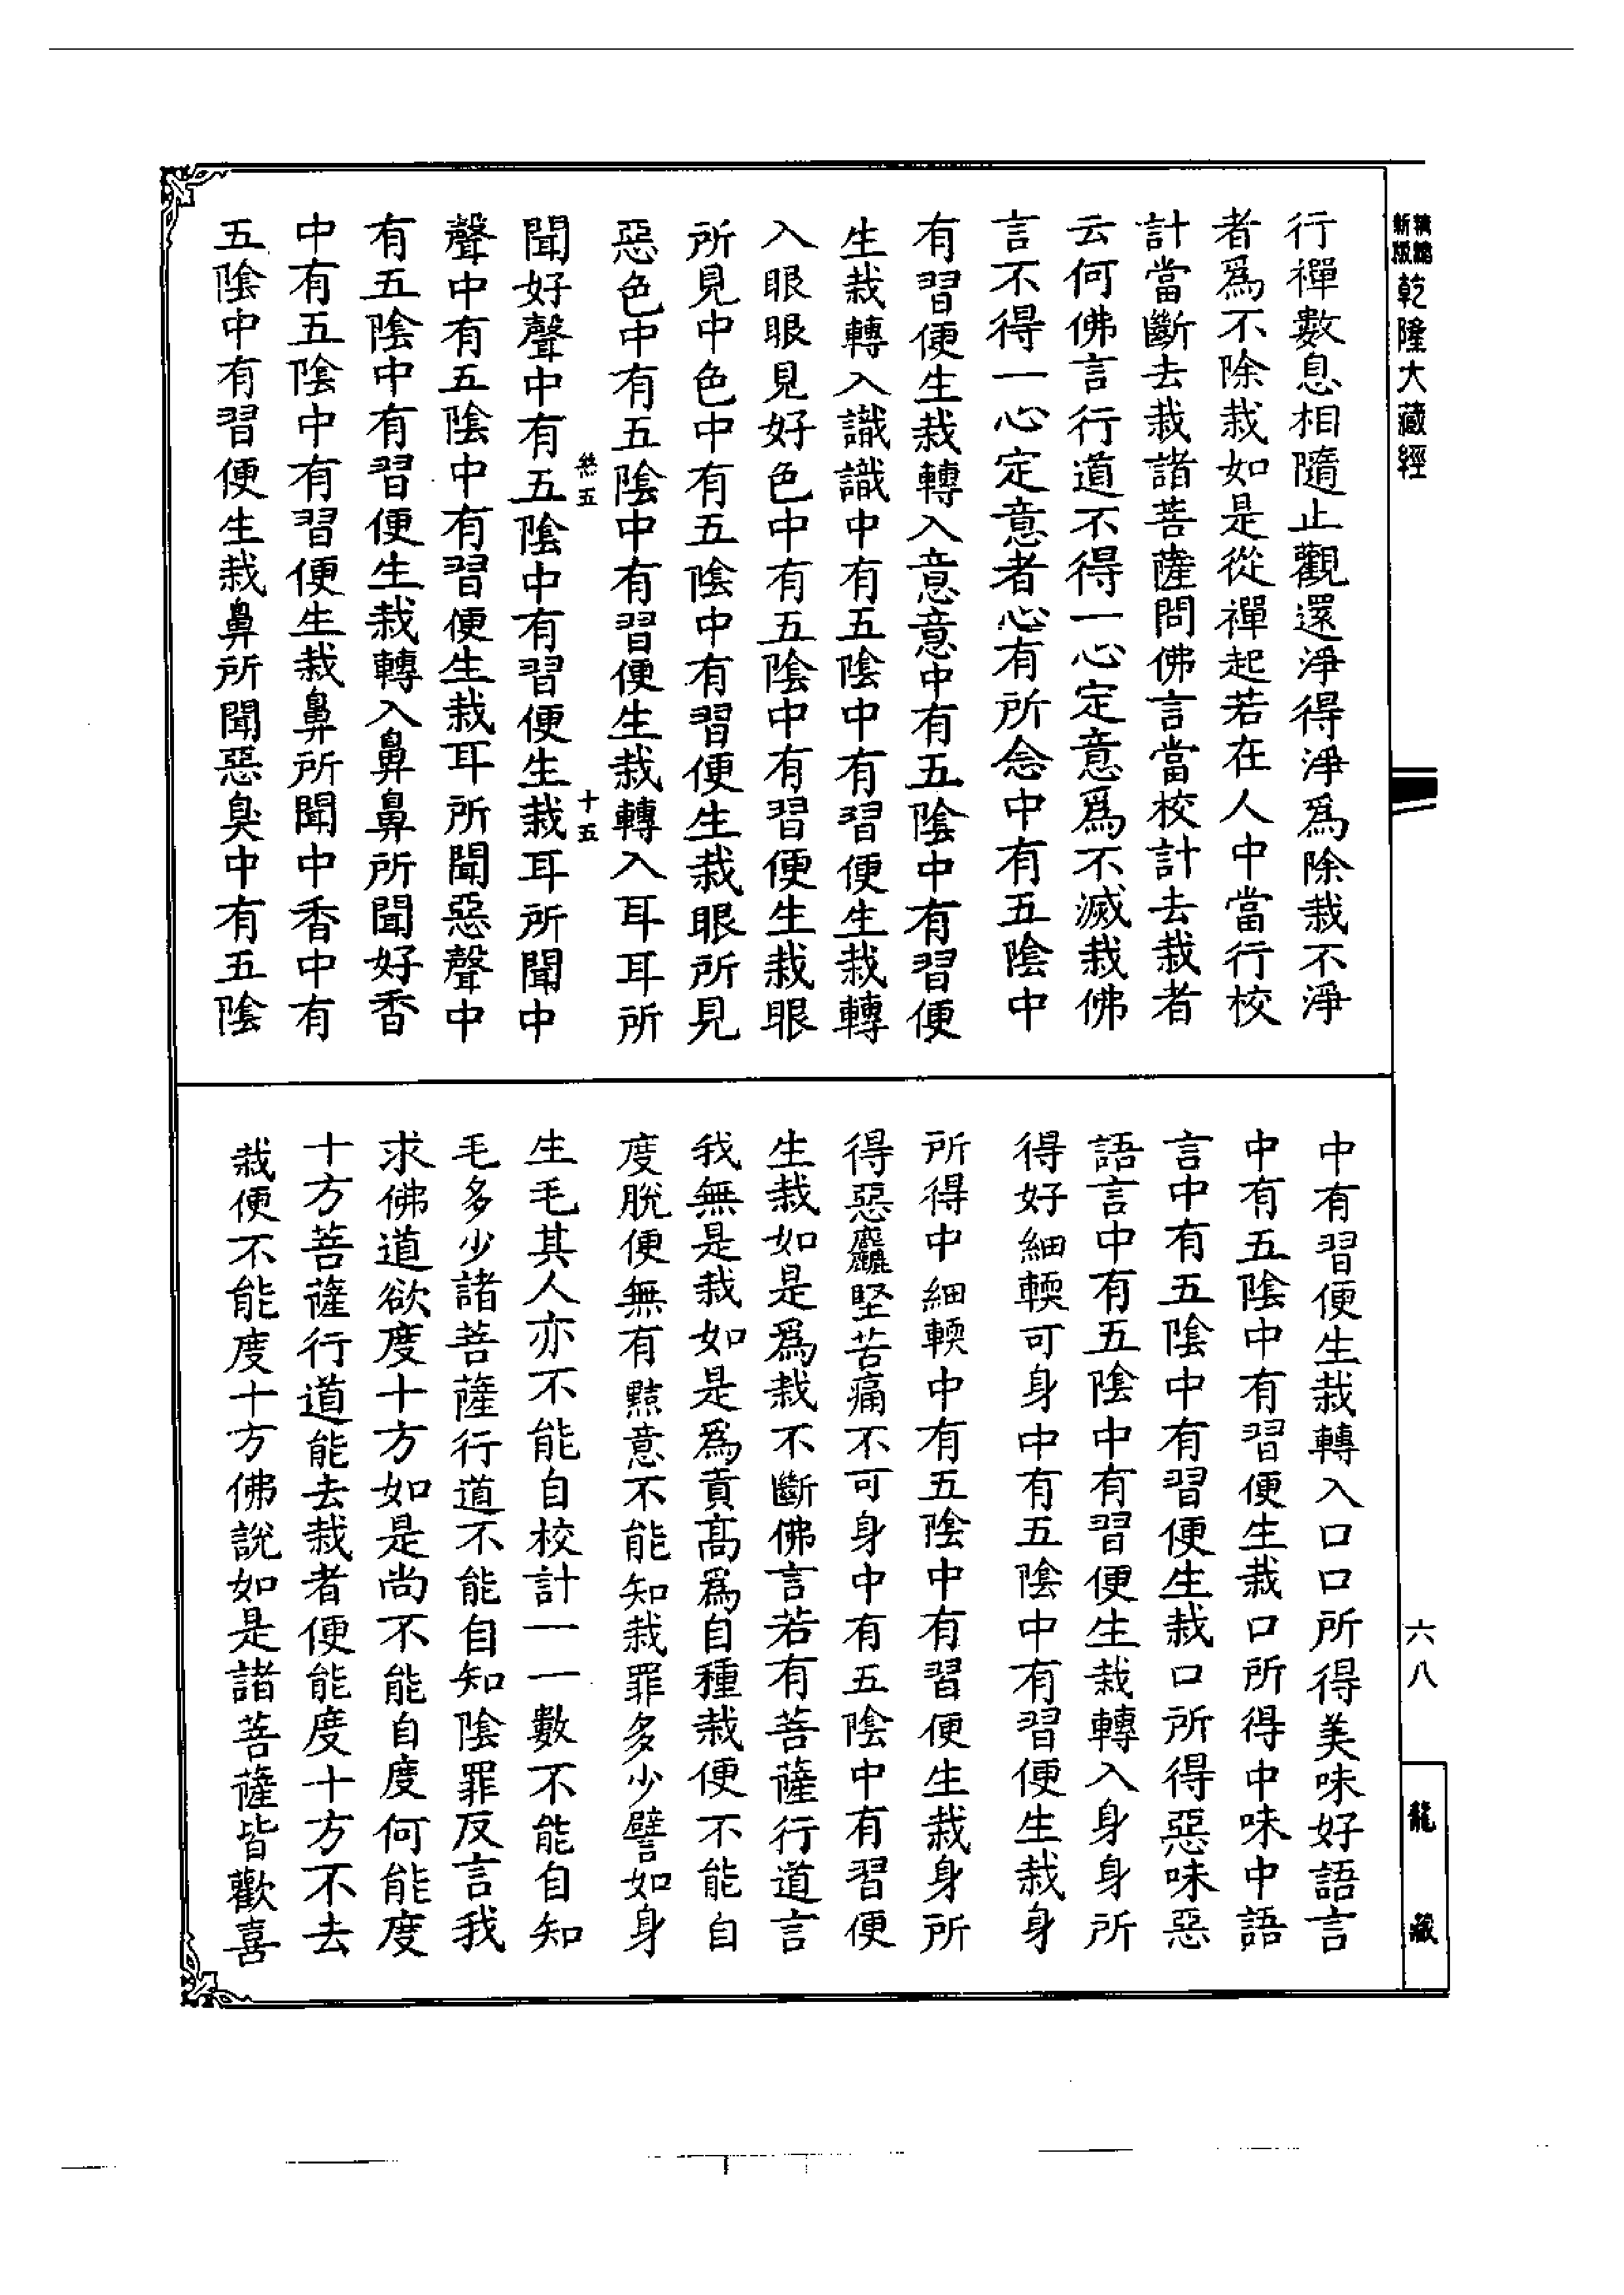 精縮新版乾隆大藏經
行禪數息相隨止觀還淨得淨爲除栽不淨
者爲不除栽如是從禪起若在人中當行校
計當斷去栽諸菩薩問佛言當校計去栽者
云何佛言行道不得一心定意爲不滅栽佛
言不得一心定意者心有所念中有五陰中
有習便生栽轉入意意中有五陰中有習便
生栽轉入識識中有五陰中有習便生栽轉
入眼眼見好色中有五陰中有習便生栽眼
所見中色中有五陰中有習便生栽眼所見
惡色中有五陰中有習便生栽轉入耳耳所
十五
聞好聲中有五陰中有習便生栽耳所聞中
聲中有五陰中有習便生栽耳所聞惡聲中
有五陰中有習便生栽轉入鼻鼻所聞好香
中有五陰中有習便生栽鼻所聞中香中有
五陰中有習便生栽鼻所聞惡臭中有五陰
中有習便生栽轉入口口所得美味好語言
中有五陰中有習便生栽口所得中味中語
言中有五陰中有習便生栽口所得惡味惡
語言中有五陰中有習便生栽轉入身身所
得好細輭可身中有五陰中有習便生栽身
所得中細輭中有五陰中有習便生栽身所
得惡麤堅苦痛不可身中有五陰中有習便
生栽如是爲栽不斷佛言若有菩薩行道言
我無是栽如是爲貢高爲自種栽便不能自
度脫便無有黠意不能知栽罪多少譬如身
生毛其人亦不能自校計一一數不能自知
毛多少諸菩薩行道不能自知陰罪反言我
求佛道欲度十方如是尚不能自度何能度
十方菩薩行道能去栽者便能度十方不去
栽便不能度十方佛說如是諸菩薩皆歡喜
六八
龍藏